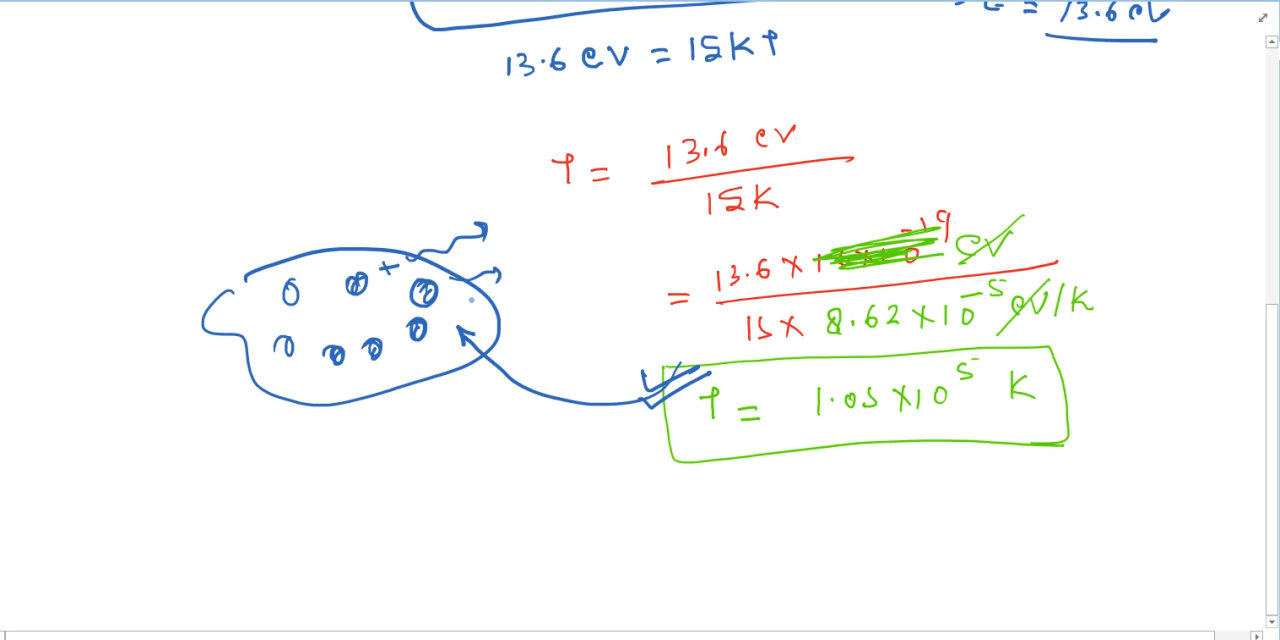 = 13.6 eV
13.6 eV = 15KT
T = 13.6 eV / 15K
= 13.6 × eV / 15 × 8.62 × 10⁻⁵ eV/K
T = 1.05 × 10⁵ K
+